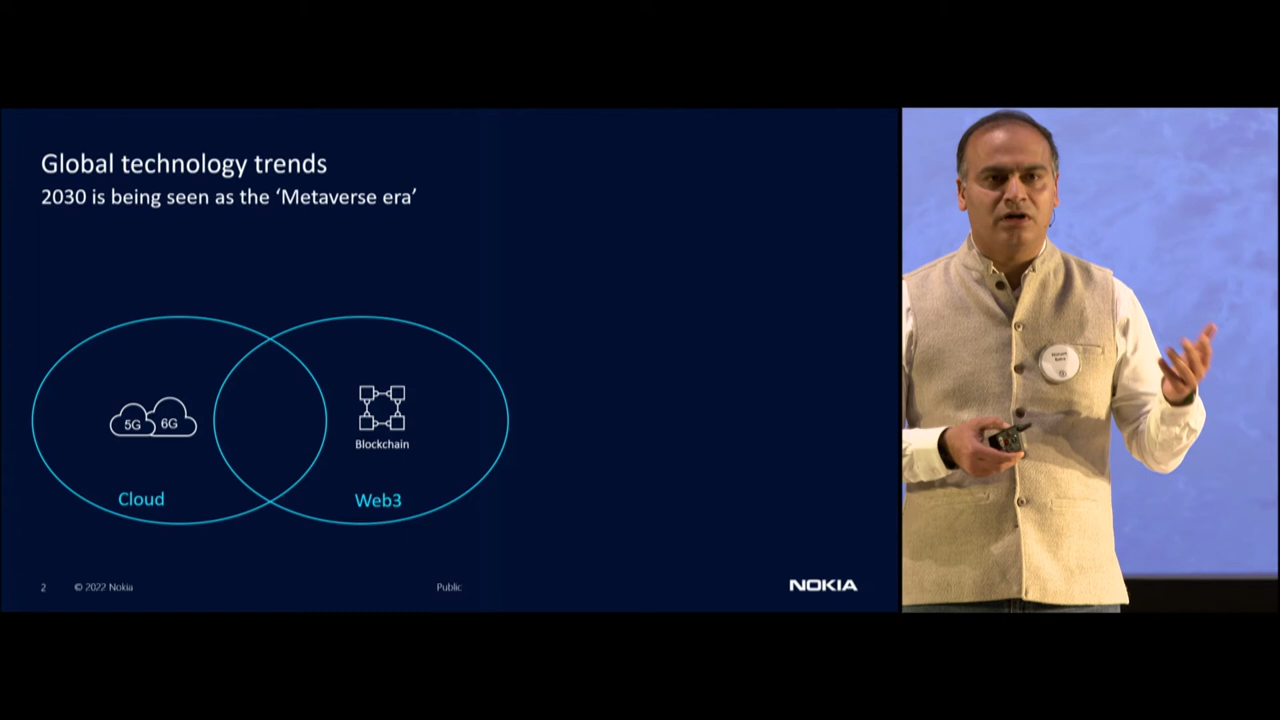 Global technology trends
2030 is being seen as the ‘Metaverse era’
5G 6G
Blockchain
Cloud
Web3
2 © 2022 Nokia
Public
NOKIA